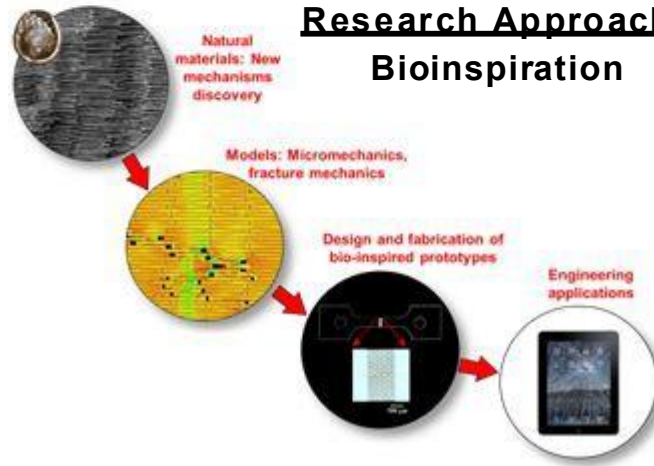 Research Approach
Bioinspiration
Natural
materials: New
mechanisms
discovery
Models: Micromechanics,
fracture mechanics
Design and fabrication of
bio-inspired prototypes
Engineering
applications